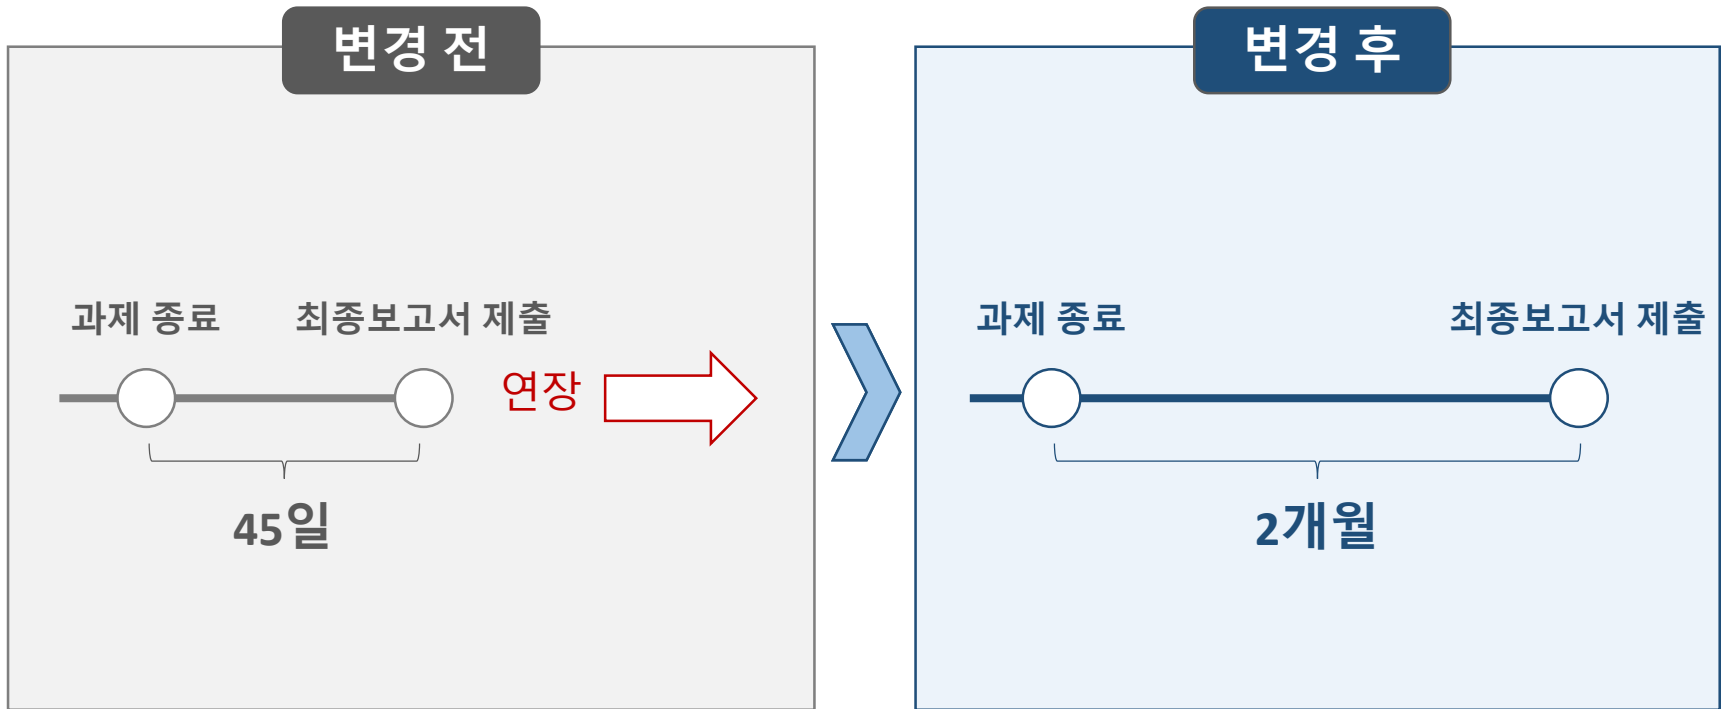 변경 전
과제 종료
최종보고서 제출
연장
45일
변경 후
과제 종료
최종보고서 제출
2개월